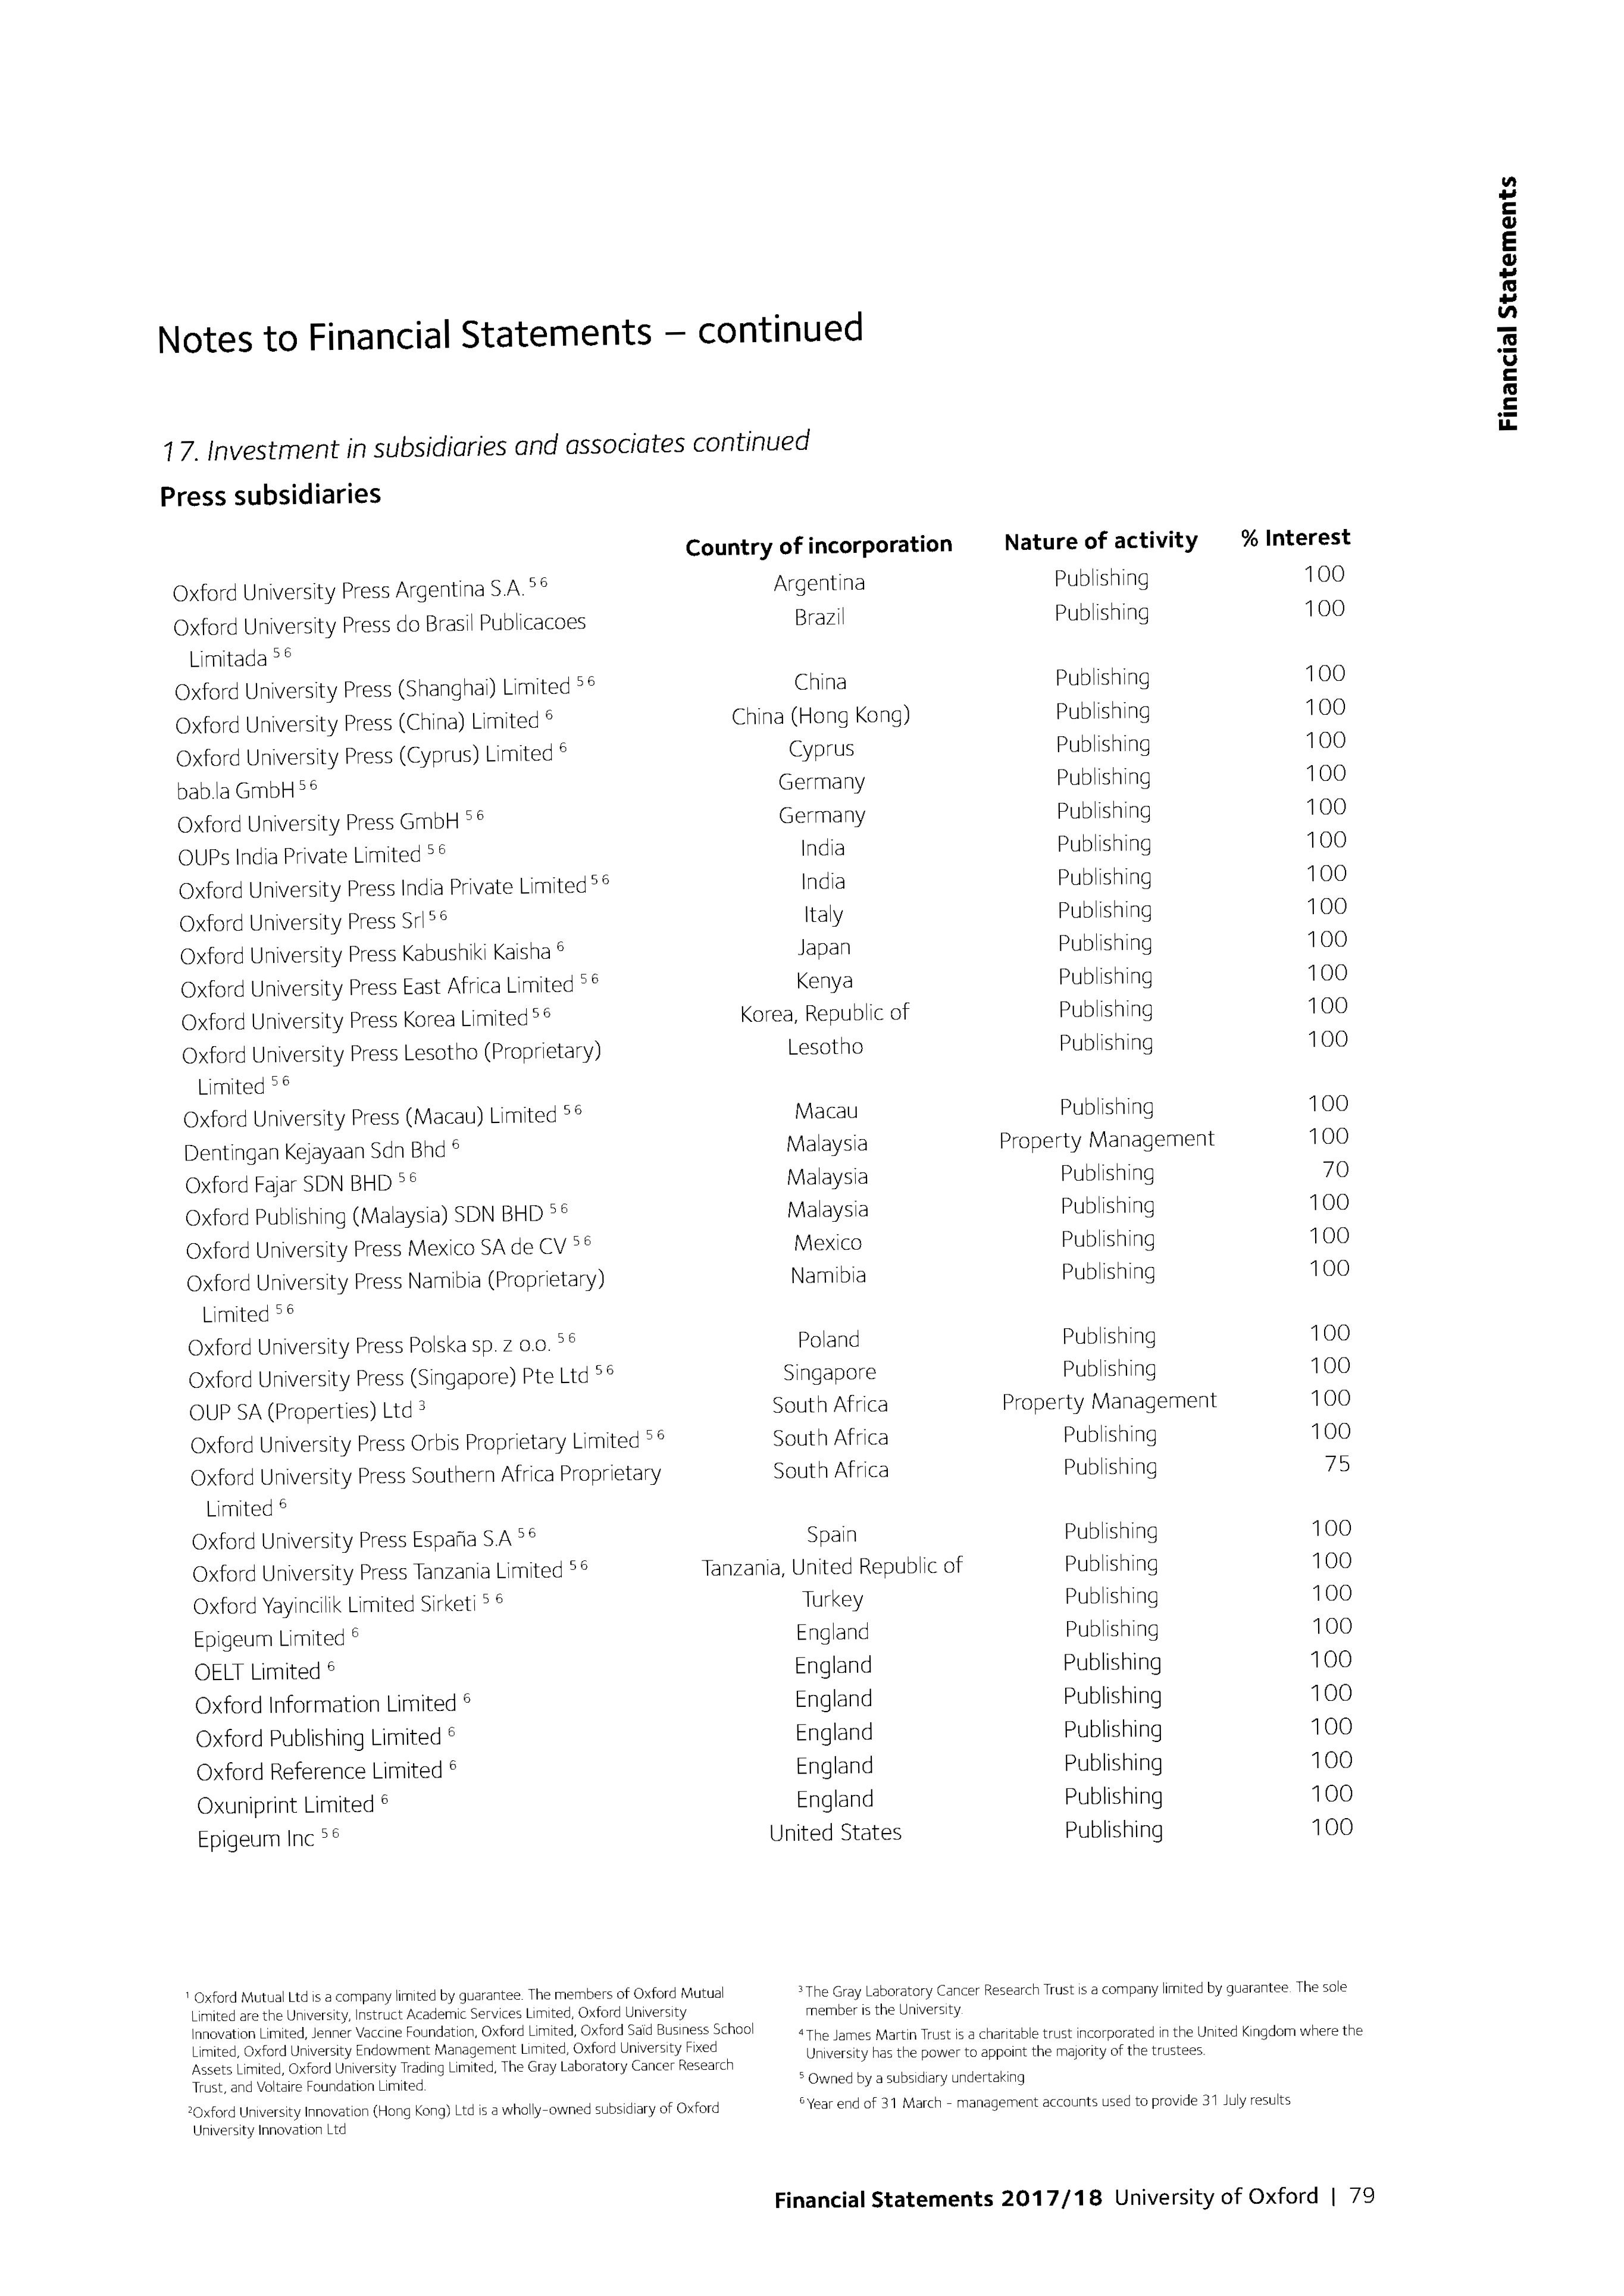 Financial Statements
Notes to Financial Statements – continued
17. Investment in subsidiaries and associates continued
Press subsidiaries
Country of incorporation Nature of activity % Interest
Oxford University Press Argentina S.A. 5 6 Argentina Publishing 100
Oxford University Press do Brasil Publicacoes Brazil Publishing 100
Limitada 5 6
Oxford University Press (Shanghai) Limited 5 6 China Publishing 100
Oxford University Press (China) Limited 6 China (Hong Kong) Publishing 100
Oxford University Press (Cyprus) Limited 6 Cyprus Publishing 100
bab.la GmbH 5 6 Germany Publishing 100
Oxford University Press GmbH 5 6 Germany Publishing 100
OUPs India Private Limited 5 6 India Publishing 100
Oxford University Press India Private Limited 5 6 India Publishing 100
Oxford University Press Srl 5 6 Italy Publishing 100
Oxford University Press Kabushiki Kaisha 6 Japan Publishing 100
Oxford University Press East Africa Limited 5 6 Kenya Publishing 100
Oxford University Press Korea Limited 5 6 Korea, Republic of Publishing 100
Oxford University Press Lesotho (Proprietary) Lesotho Publishing 100
Limited 5 6
Oxford University Press (Macau) Limited 5 6 Macau Publishing 100
Dentingan Kejayaan Sdn Bhd 6 Malaysia Property Management 100
Oxford Fajar SDN BHD 5 6 Malaysia Publishing 70
Oxford Publishing (Malaysia) SDN BHD 5 6 Malaysia Publishing 100
Oxford University Press Mexico SA de CV 5 6 Mexico Publishing 100
Oxford University Press Namibia (Proprietary) Namibia Publishing 100
Limited 5 6
Oxford University Press Polska sp. z o.o. 5 6 Poland Publishing 100
Oxford University Press (Singapore) Pte Ltd 5 6 Singapore Publishing 100
OUP SA (Properties) Ltd 3 South Africa Property Management 100
Oxford University Press Orbis Proprietary Limited 5 6 South Africa Publishing 100
Oxford University Press Southern Africa Proprietary South Africa Publishing 75
Limited 6
Oxford University Press España S.A 5 6 Spain Publishing 100
Oxford University Press Tanzania Limited 5 6 Tanzania, United Republic of Publishing 100
Oxford Yayincilik Limited Sirketi 5 6 Turkey Publishing 100
Epigeum Limited 6 England Publishing 100
OELT Limited 6 England Publishing 100
Oxford Information Limited 6 England Publishing 100
Oxford Publishing Limited 6 England Publishing 100
Oxford Reference Limited 6 England Publishing 100
Oxuniprint Limited 6 England Publishing 100
Epigeum Inc 5 6 United States Publishing 100
1 Oxford Mutual Ltd is a company limited by guarantee. The members of Oxford Mutual
Limited are the University, Instruct Academic Services Limited, Oxford University
Innovation Limited, Jenner Vaccine Foundation, Oxford Limited, Oxford Saïd Business School
Limited, Oxford University Endowment Management Limited, Oxford University Fixed
Assets Limited, Oxford University Trading Limited, The Gray Laboratory Cancer Research
Trust, and Voltaire Foundation Limited.
2 Oxford University Innovation (Hong Kong) Ltd is a wholly-owned subsidiary of Oxford
University Innovation Ltd
3 The Gray Laboratory Cancer Research Trust is a company limited by guarantee. The sole
member is the University.
4 The James Martin Trust is a charitable trust incorporated in the United Kingdom where the
University has the power to appoint the majority of the trustees.
5 Owned by a subsidiary undertaking
6 Year end of 31 March - management accounts used to provide 31 July results
Financial Statements 2017/18 University of Oxford | 79